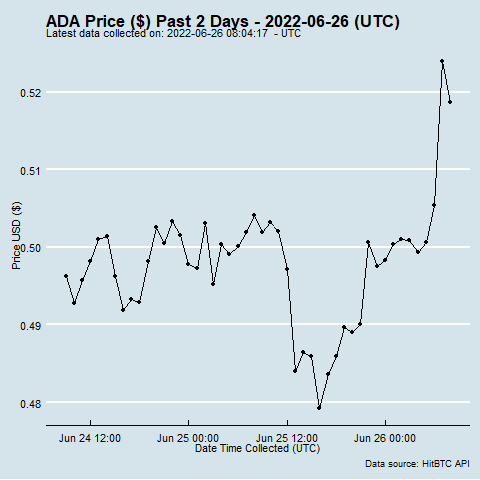 ADA Price ($) Past 2 Days - 2022-06-26 (UTC)
Latest data collected on: 2022-06-26 08:04:17 - UTC
0.52
0.51
0.50
0.49
0.48
Price USD ($)
Jun 24 12:00 Jun 25 00:00 Jun 25 12:00 Jun 26 00:00
Date Time Collected (UTC)
Data source: HitBTC API